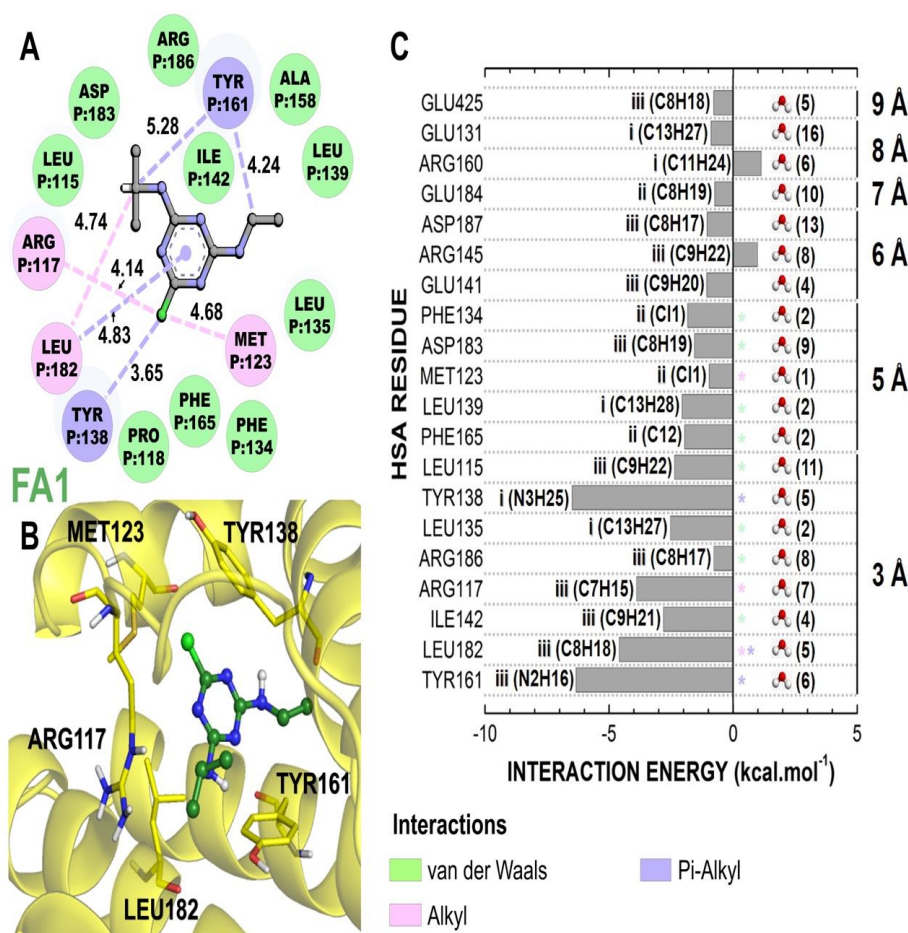 A
ARG
P:186
TYR
P:161
ASP
P:183
ALA
P:158
5.28
LEU
P:115
ILE
P:142
4.24
LEU
P:139
4.74
ARG
P:117
4.14
4.68
LEU
P:135
4.83
LEU
P:182
MET
P:123
3.65
TYR
P:138
PRO
P:118
PHE
P:165
PHE
P:134
FA1
B
MET123
TYR138
ARG117
TYR161
LEU182
C
HSA RESIDUE
GLU425 iii (C8H18) (5) 9 Å
GLU131 i (C13H27) (16)
8 Å
ARG160 i (C11H24) (6)
GLU184 ii (C8H19) (10) 7 Å
ASP187 iii (C8H17) (13)
ARG145 iii (C9H22) (8) 6 Å
GLU141 iii (C9H20) (4)
PHE134 ii (Cl1) * (2)
ASP183 iii (C8H19) * (9)
MET123 ii (Cl1) * (1) 5 Å
LEU139 i (C13H28) * (2)
PHE165 ii (C12) * (2)
LEU115 iii (C9H22) * (11)
TYR138 i (N3H25) * (5)
LEU135 i (C13H27) * (2)
ARG186 iii (C8H17) * (8)
3 Å
ARG117 iii (C7H15) * (7)
ILE142 iii (C9H21) * (4)
LEU182 iii (C8H18) ** (5)
TYR161 iii (N2H16) * (6)
-10 -5 0 5
INTERACTION ENERGY (kcal.mol-1)
Interactions
van der Waals Pi-Alkyl
Alkyl